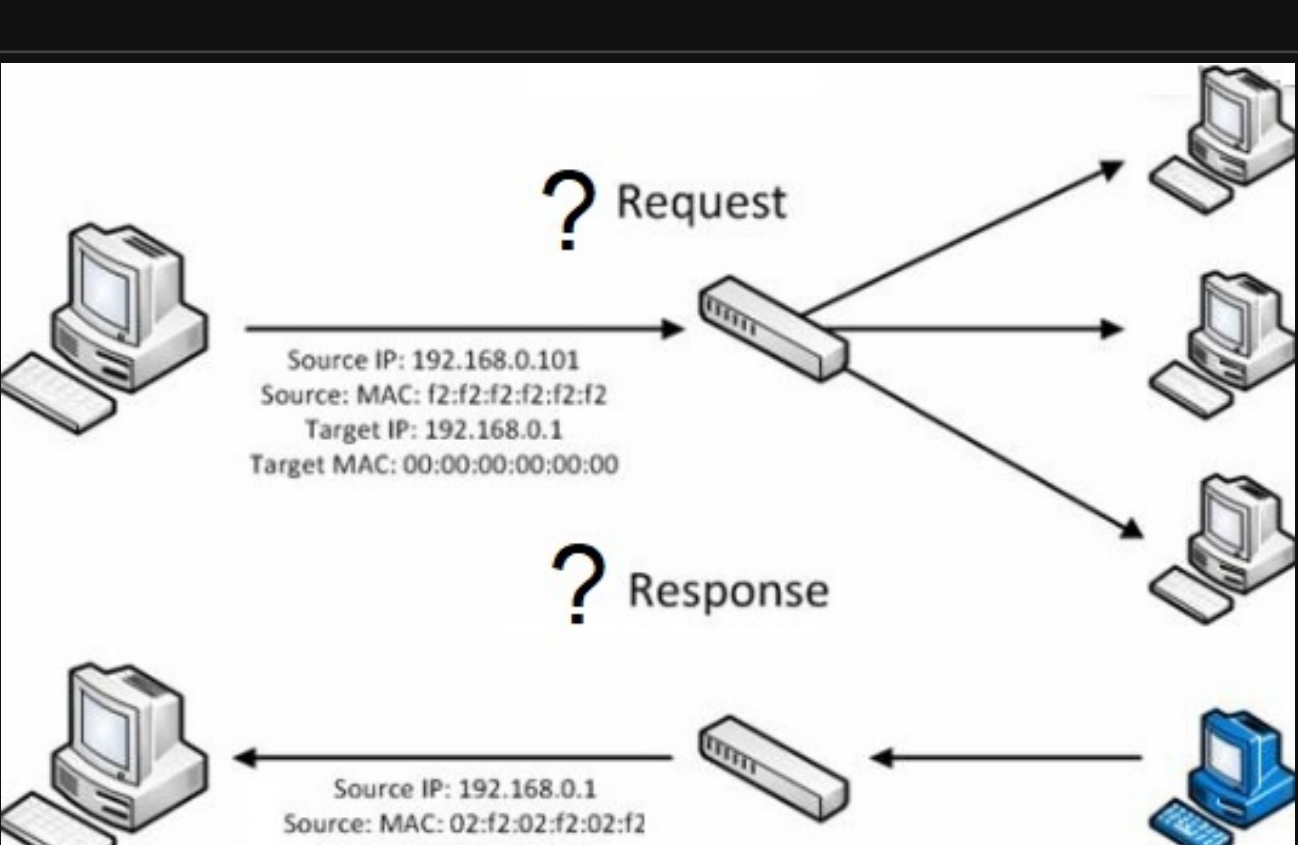 ? Request
Source IP: 192.168.0.101
Source: MAC: f2:f2:f2:f2:f2:f2
Target IP: 192.168.0.1
Target MAC: 00:00:00:00:00:00
? Response
Source IP: 192.168.0.1
Source: MAC: 02:f2:02:f2:02:f2